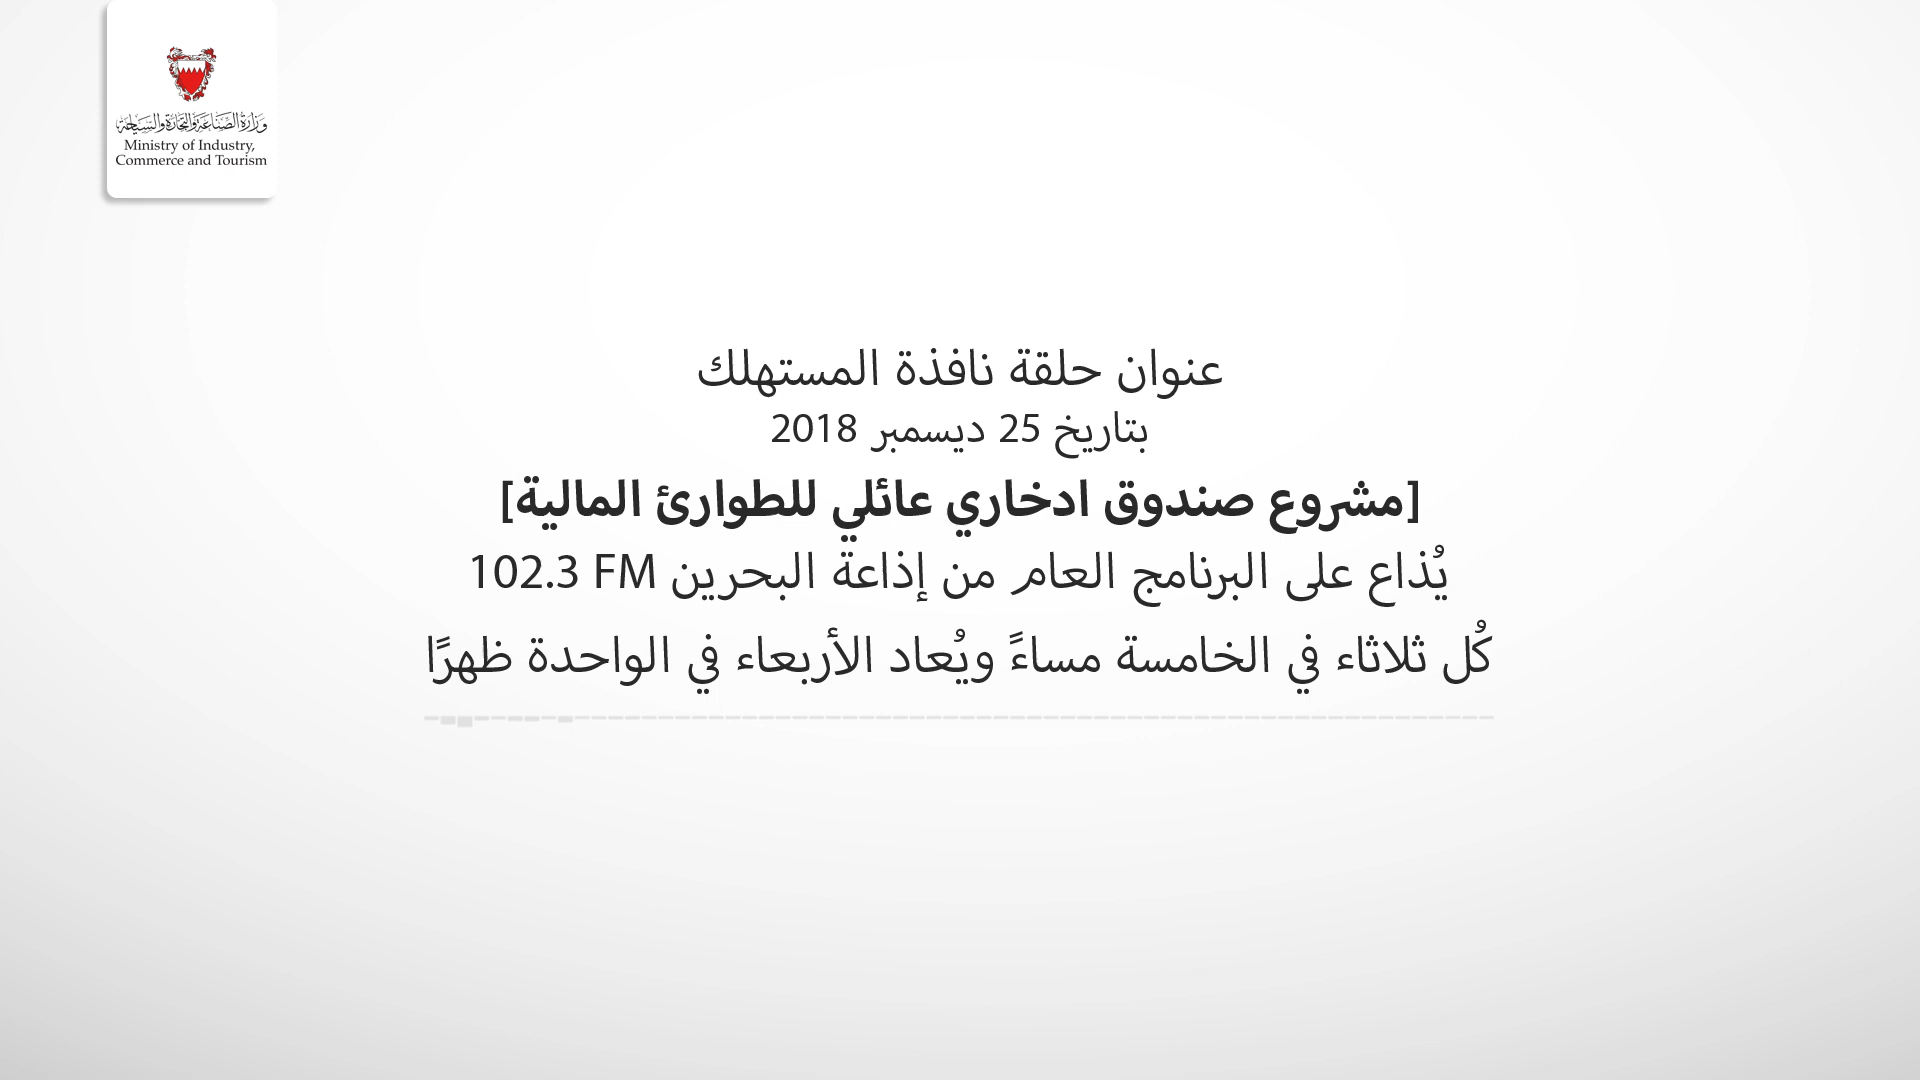 وزارة الصناعة والتجارة والسياحة
Ministry of Industry,
Commerce and Tourism
عنوان حلقة نافذة المستهلك
بتاريخ 25 ديسمبر 2018
[مشروع صندوق ادخاري عائلي للطوارئ المالية]
يُذاع على البرنامج العام من إذاعة البحرين 102.3 FM
كُل ثلاثاء في الخامسة مساءً ويُعاد الأربعاء في الواحدة ظهرًا